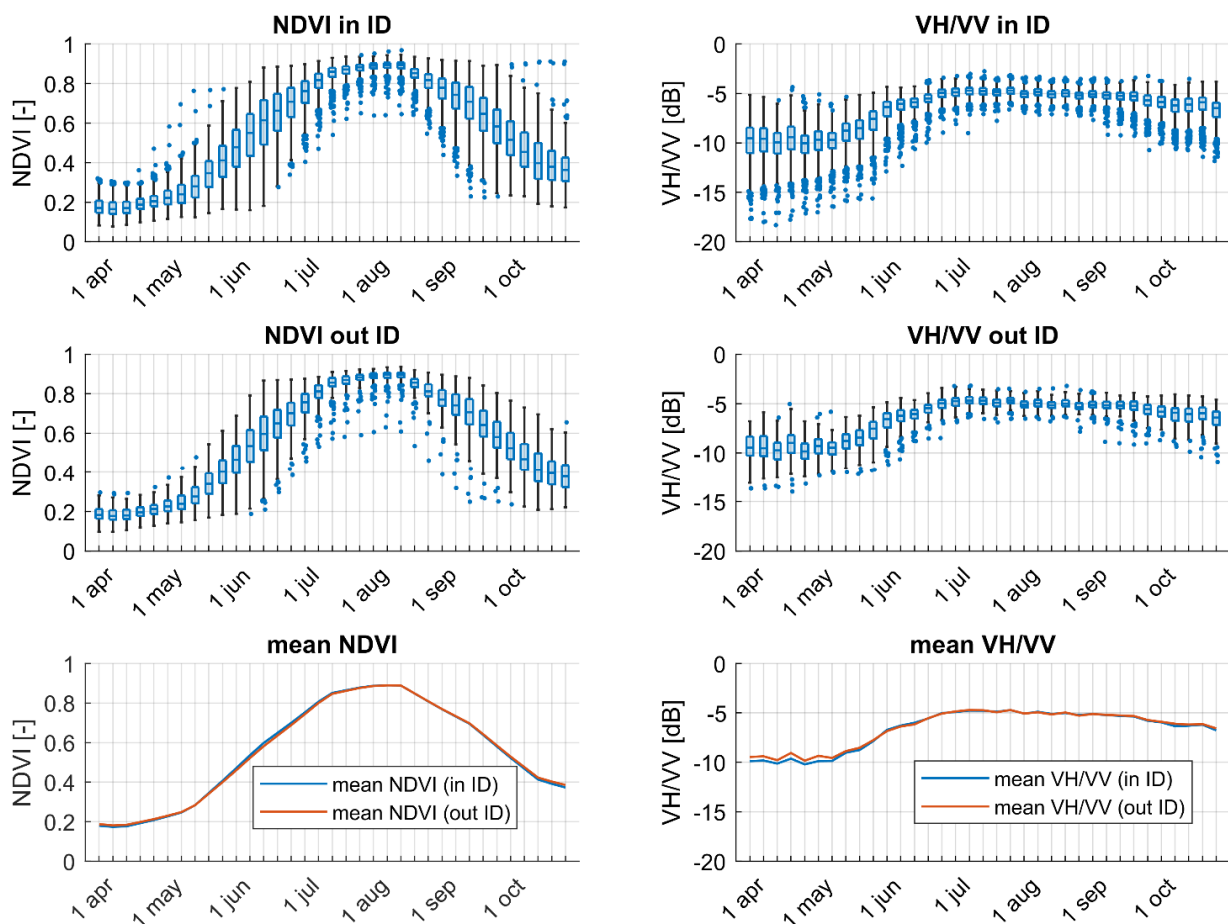 NDVI in ID
NDVI [-]
1
0.8
0.6
0.4
0.2
0
1 apr
1 may
1 jun
1 jul
1 aug
1 sep
1 oct
VH/VV in ID
VH/VV [dB]
0
-5
-10
-15
-20
1 apr
1 may
1 jun
1 jul
1 aug
1 sep
1 oct
NDVI out ID
NDVI [-]
1
0.8
0.6
0.4
0.2
0
1 apr
1 may
1 jun
1 jul
1 aug
1 sep
1 oct
VH/VV out ID
VH/VV [dB]
0
-5
-10
-15
-20
1 apr
1 may
1 jun
1 jul
1 aug
1 sep
1 oct
mean NDVI
NDVI [-]
1
0.8
0.6
0.4
0.2
0
mean NDVI (in ID)
mean NDVI (out ID)
1 apr
1 may
1 jun
1 jul
1 aug
1 sep
1 oct
mean VH/VV
VH/VV [dB]
0
-5
-10
-15
-20
mean VH/VV (in ID)
mean VH/VV (out ID)
1 apr
1 may
1 jun
1 jul
1 aug
1 sep
1 oct